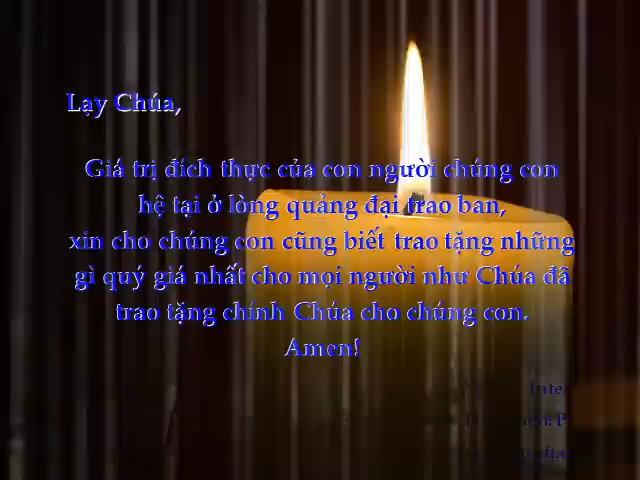 Lạy Chúa,
Giá trị đích thực của con người chúng con
hệ tại ở lòng quảng đại trao ban,
xin cho chúng con cũng biết trao tặng những
gì quý giá nhất cho mọi người như Chúa đã
trao tặng chính Chúa cho chúng con.
Amen!